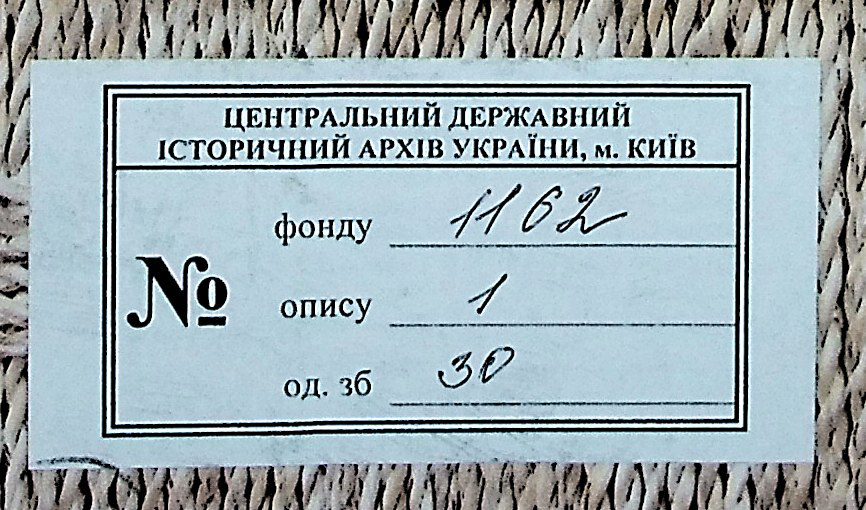 ЦЕНТРАЛЬНИЙ ДЕРЖАВНИЙ
ІСТОРИЧНИЙ АРХІВ УКРАЇНИ, м. КИЇВ
№
фонду 1162
опису 1
од. зб 30